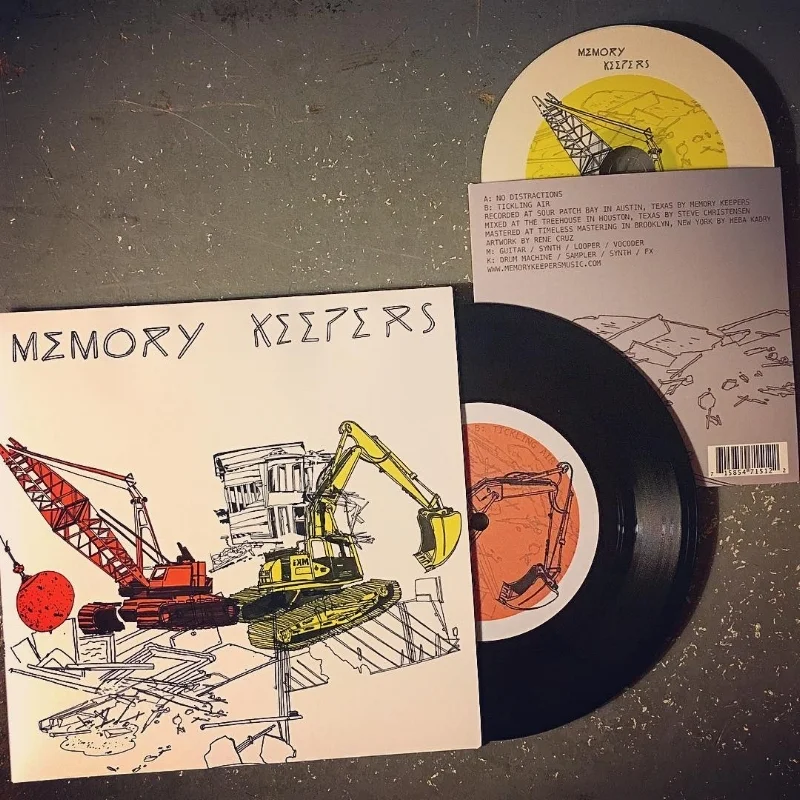 MEMORY
KEEPERS
A: NO DISTRACTIONS
B: TICKLING AIR
RECORDED AT SOUR PATCH BAY IN AUSTIN, TEXAS BY MEMORY KEEPERS
MIXED AT THE TREEHOUSE IN HOUSTON, TEXAS BY STEVE CHRISTENSEN
MASTERED AT TIMELESS MASTERING IN BROOKLYN, NEW YORK BY HEBA KADRY
ARTWORK BY RENE CRUZ
M: GUITAR / SYNTH / LOOPER / VOCODER
K: DRUM MACHINE / SAMPLER / SYNTH / FX
WWW.MEMORYKEEPERSMUSIC.COM
MEMORY KEEPERS
B: TICKLING AIR